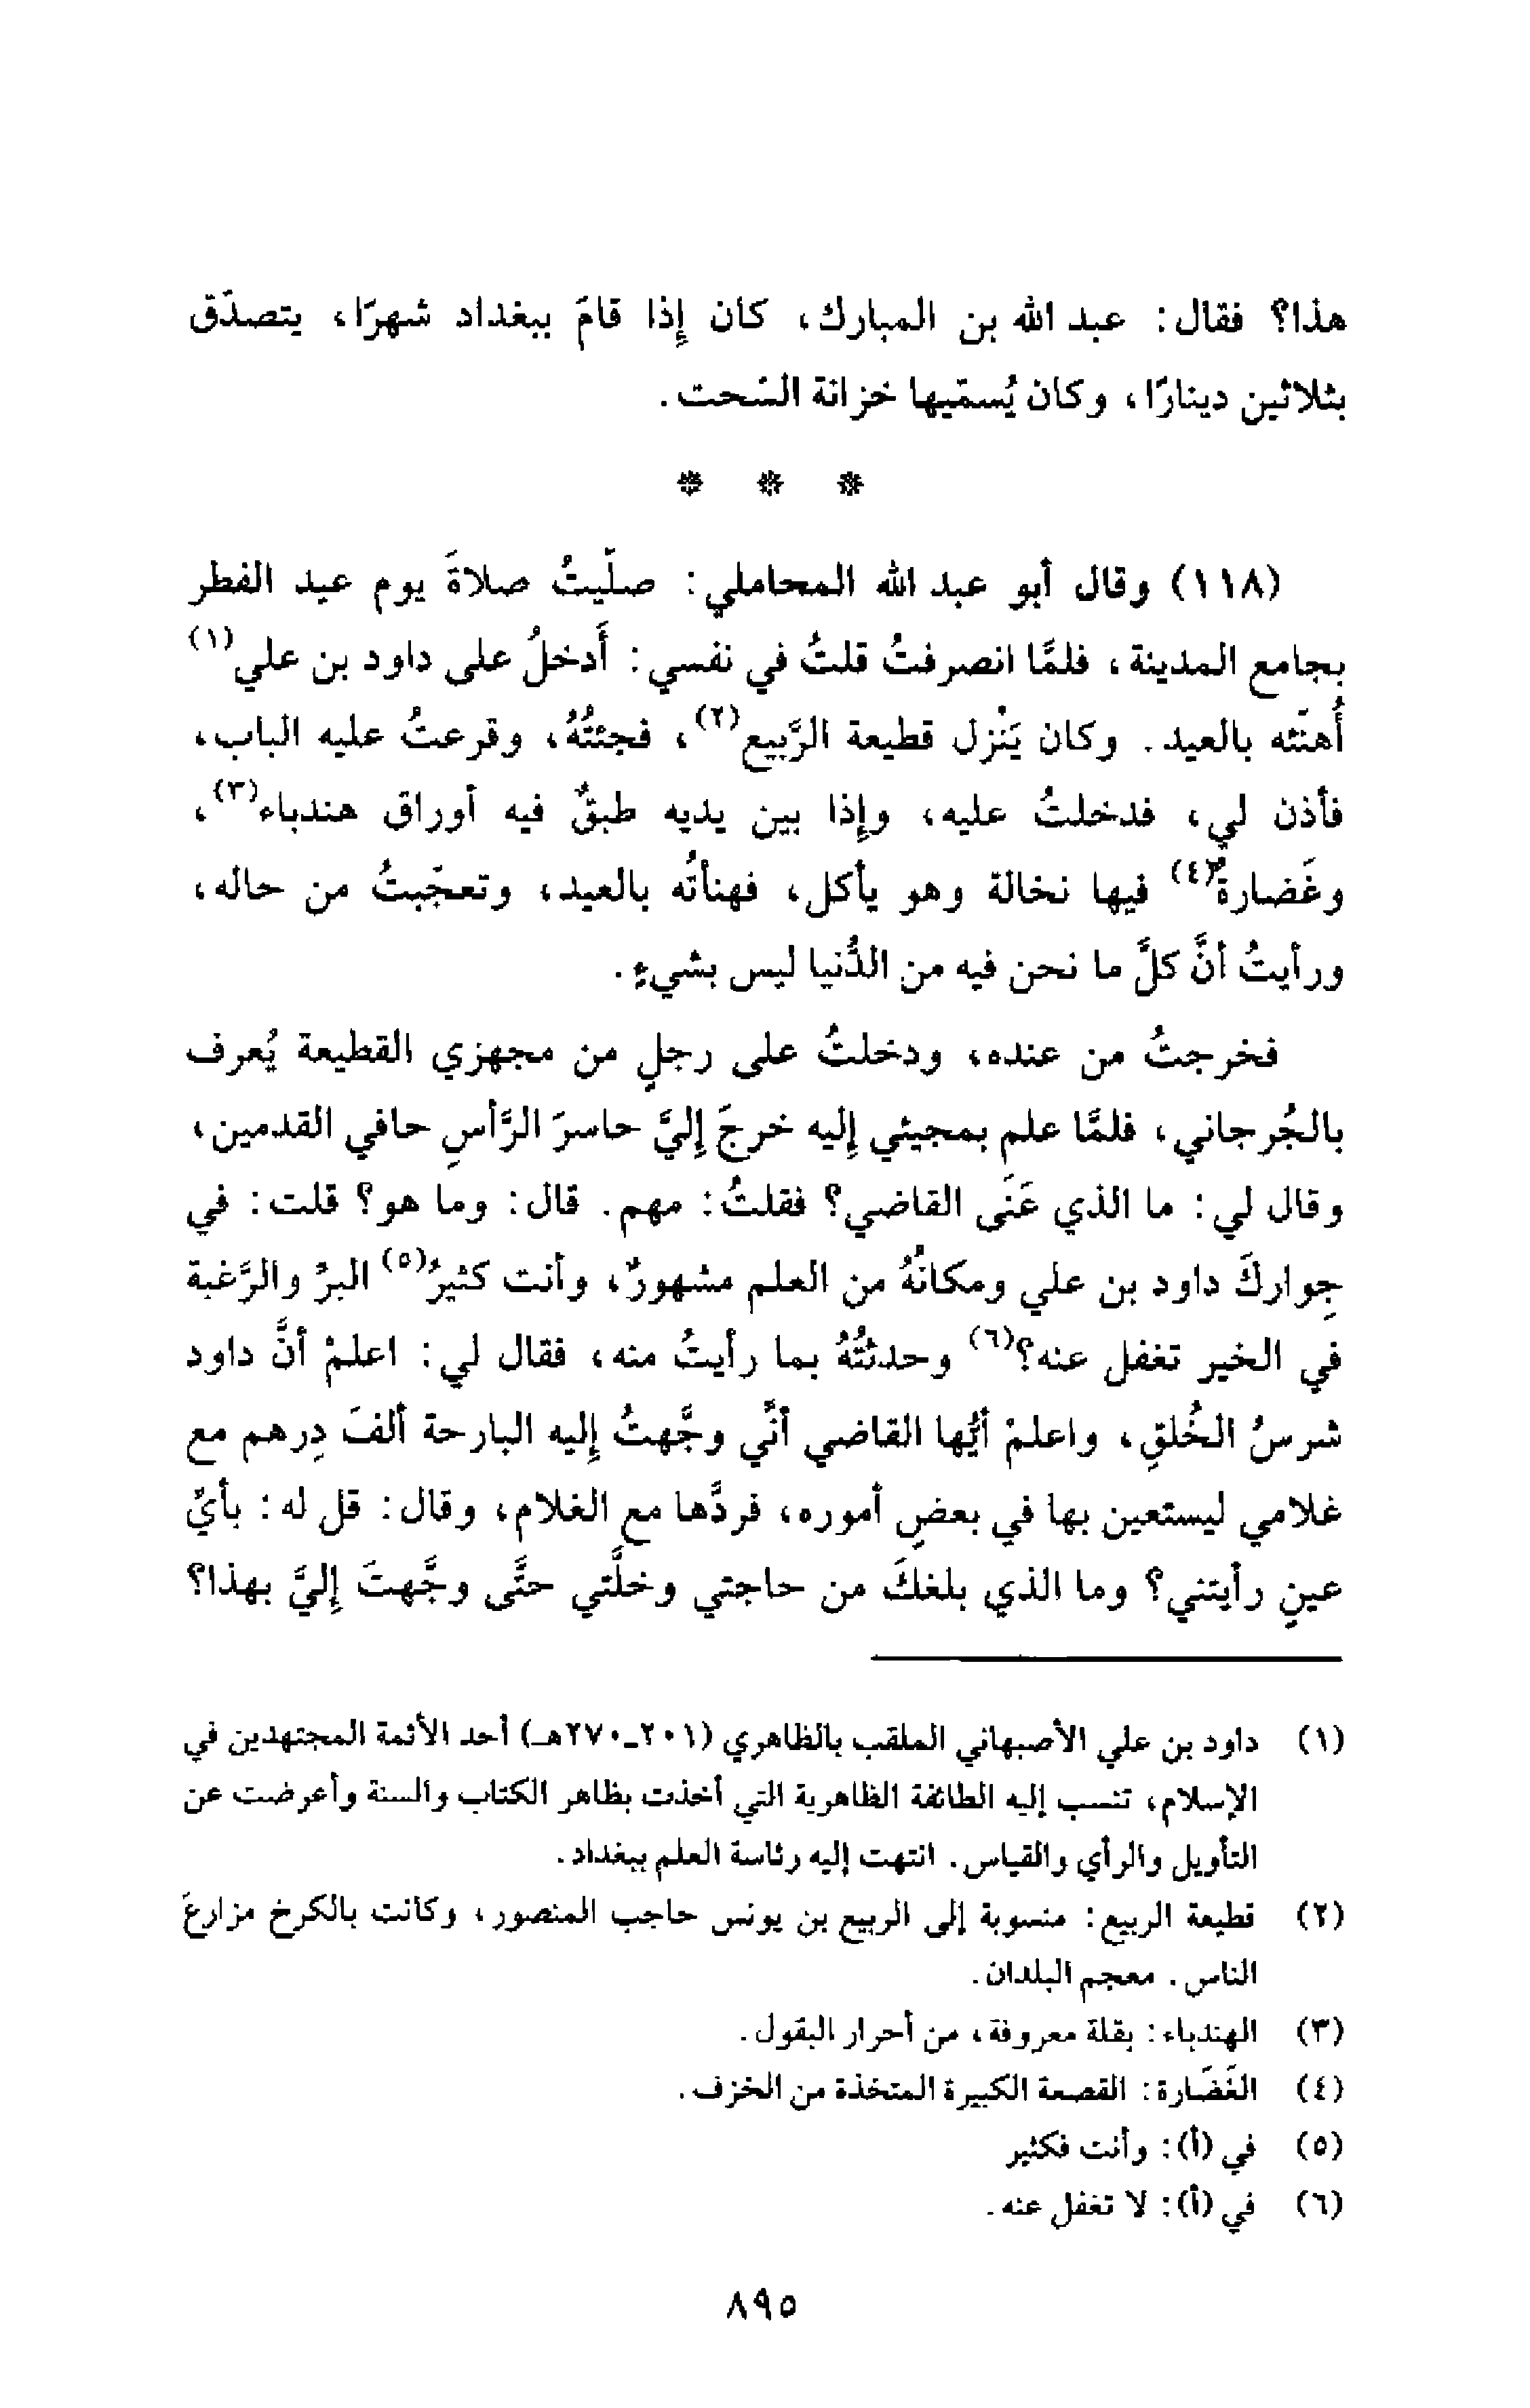 هذا؟ فقال: عبد الله بن المبارك، كان إذا قامَ ببغداد شهرًا، يتصدَّق
بثلاثين دينارًا، وكان يُسمّيها خزانة السّحت.
* * *
(١١٨) وقال أبو عبد الله المحاملي: صلّيتُ صلاةَ يوم عيد الفطر
بجامع المدينة، فلمَّا انصرفتُ قلتُ في نفسي: أَدخلُ على داود بن علي(١)
أُهنّئه بالعيد. وكان يَنْزل قطيعة الرَّبيع(٢)، فجئتُهُ، وقرعتُ عليه الباب،
فأذن لي، فدخلتُ عليه، وإذا بين يديه طبقٌ فيه أوراق هندباء(٣)،
وغَضارةٌ(٤) فيها نخالة وهو يأكل، فهنأتُه بالعيد، وتعجّبتُ من حاله،
ورأيتُ أنَّ كلَّ ما نحن فيه من الدُّنيا ليس بشيءٍ.
فخرجتُ من عنده، ودخلتُ على رجلٍ من مجهزي القطيعة يُعرف
بالجُرجاني، فلمَّا علم بمجيئي إليه خرجَ إليَّ حاسرَ الرَّأسِ حافي القدمين،
وقال لي: ما الذي عَنَى القاضي؟ فقلتُ: مهم. قال: وما هو؟ قلت: في
جِواركَ داود بن علي ومكانُهُ من العلم مشهورٌ، وأنت كثيرُ(٥) البرِّ والرَّغبة
في الخير تغفل عنه؟(٦) وحدثتُهُ بما رأيتُ منه، فقال لي: اعلمْ أنَّ داود
شرسُ الخُلقِ، واعلمْ أيُّها القاضي أنِّي وجَّهتُ إليه البارحة ألفَ دِرهم مع
غلامي ليستعين بها في بعضِ أموره، فردَّها مع الغلام، وقال: قل له: بأيِّ
عينٍ رأيتني؟ وما الذي بلغكَ من حاجتي وخلَّتي حتَّى وجَّهتَ إليَّ بهذا؟
(١) داود بن علي الأصبهاني الملقب بالظاهري (٢٠١_٢٧٠هـ) أحد الأئمة المجتهدين في
الإسلام، تنسب إليه الطائفة الظاهرية التي أخذت بظاهر الكتاب والسنة وأعرضت عن
التأويل والرأي والقياس. انتهت إليه رئاسة العلم ببغداد.
(٢) قطيعة الربيع: منسوبة إلى الربيع بن يونس حاجب المنصور، وكانت بالكرخ مزارعَ
الناس. معجم البلدان.
(٣) الهندباء: بقلة معروفة، من أحرار البقول.
(٤) الغَضَارة: القصعة الكبيرة المتخذة من الخزف.
(٥) في (أ): وأنت فكثير
(٦) في (أ): لا تغفل عنه.
٨٩٥